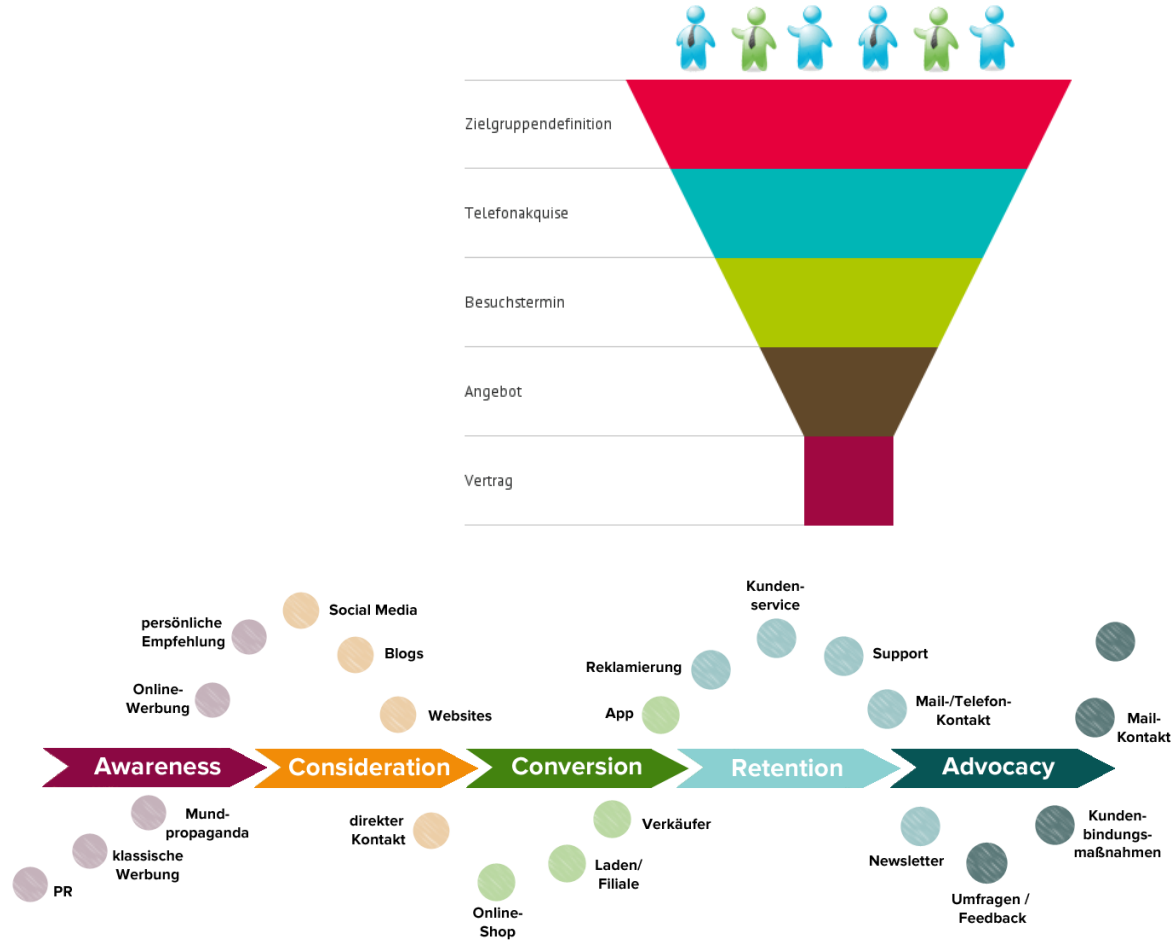 Zielgruppendefinition
Telefonakquise
Besuchstermin
Angebot
Vertrag
persönliche
Empfehlung
Social Media
Blogs
Online-
Werbung
Websites
Kunden-
service
Reklamierung
Support
App
Mail-/Telefon-
Kontakt
Mail-
Kontakt
Awareness
Consideration
Conversion
Retention
Advocacy
Mund-
propaganda
klassische
Werbung
PR
direkter
Kontakt
Verkäufer
Laden/
Filiale
Online-
Shop
Newsletter
Kunden-
bindungs-
maßnahmen
Umfragen /
Feedback